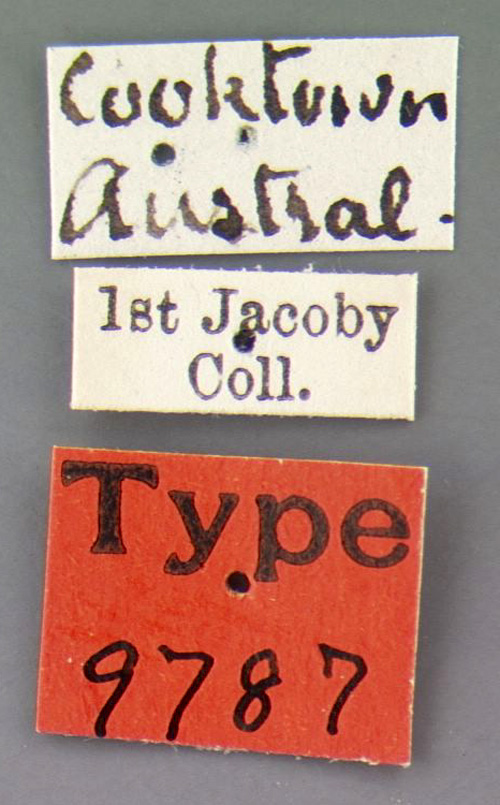 Cooktown
Austral.
1st Jacoby
Coll.
Type
9787